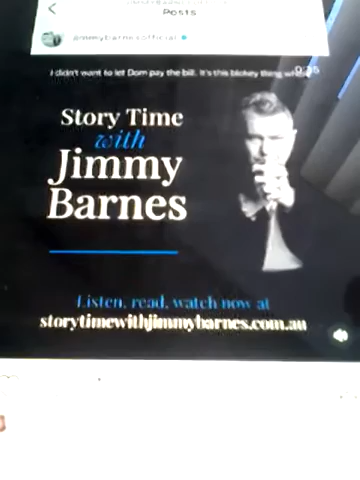 Posts
jimmybarnesofficial
I didn't want to let Dom pay the bill. It's this blokey thing
Story Time
with
Jimmy
Barnes
Listen, read, watch now at
storytimewithjimmybarnes.com.au